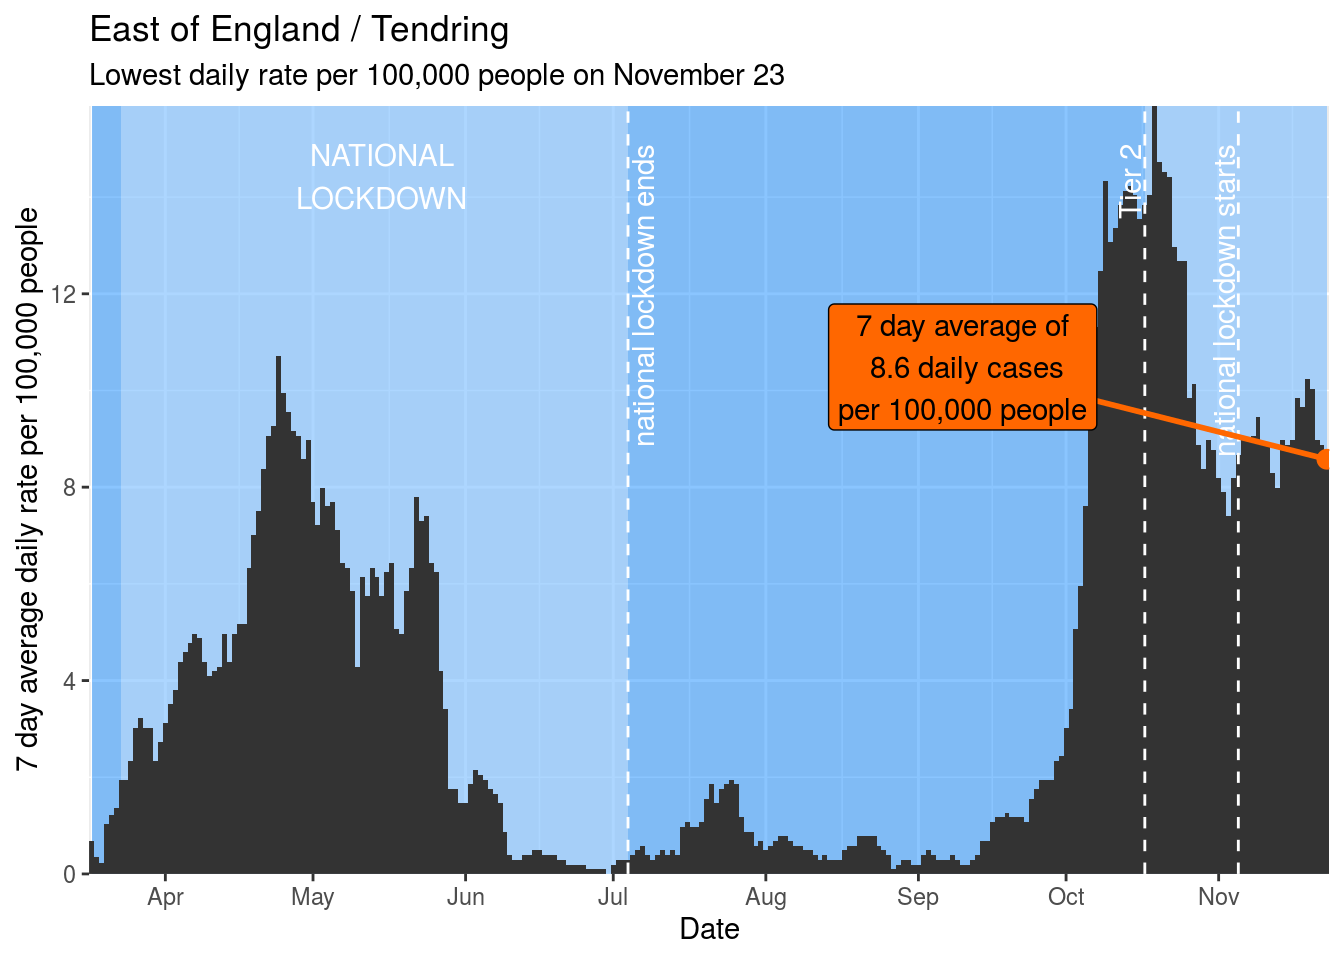 East of England / Tendring
Lowest daily rate per 100,000 people on November 23
7 day average daily rate per 100,000 people
12
8
4
0
NATIONAL
LOCKDOWN
national lockdown ends
Tier 2
national lockdown starts
7 day average of
8.6 daily cases
per 100,000 people
Apr
May
Jun
Jul
Aug
Sep
Oct
Nov
Date